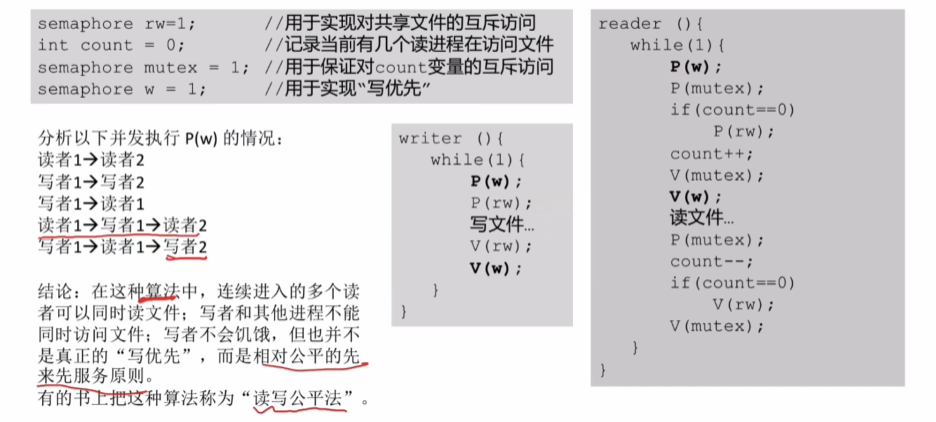 semaphore rw=1;        //用于实现对共享文件的互斥访问
int count = 0;         //记录当前有几个读进程在访问文件
semaphore mutex = 1;   //用于保证对count变量的互斥访问
semaphore w = 1;       //用于实现“写优先”
分析以下并发执行 P(w) 的情况：
读者1→读者2
写者1→写者2
写者1→读者1
读者1→写者1→读者2
写者1→读者1→写者2
结论：在这种算法中，连续进入的多个读
者可以同时读文件；写者和其他进程不能
同时访问文件；写者不会饥饿，但也并不
是真正的“写优先”，而是相对公平的先
来先服务原则。
有的书上把这种算法称为“读写公平法”。
writer (){
while(1){
P(w);
P(rw);
写文件…
V(rw);
V(w);
}
}
reader (){
while(1){
P(w);
P(mutex);
if(count==0)
P(rw);
count++;
V(mutex);
V(w);
读文件…
P(mutex);
count--;
if(count==0)
V(rw);
V(mutex);
}
}